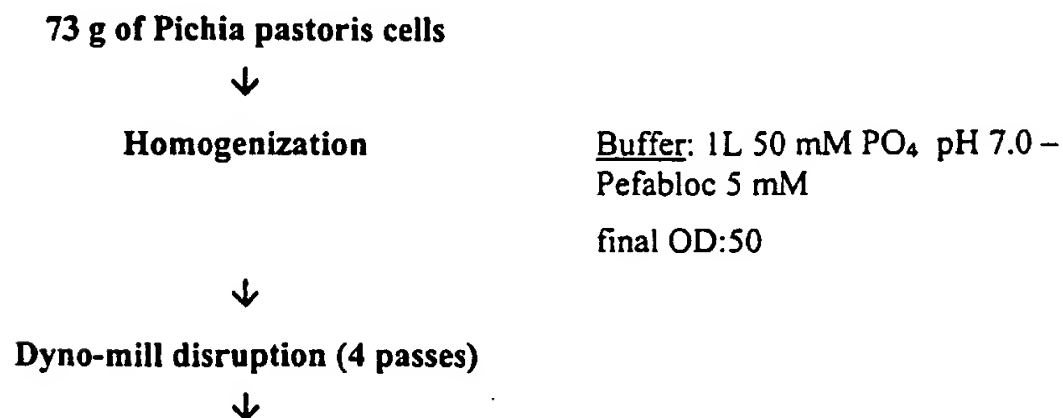 73 g of Pichia pastoris cells
↓
Homogenization
Buffer: 1L 50 mM PO₄ pH 7.0 –
Pefabloc 5 mM
final OD:50
↓
Dyno-mill disruption (4 passes)
↓